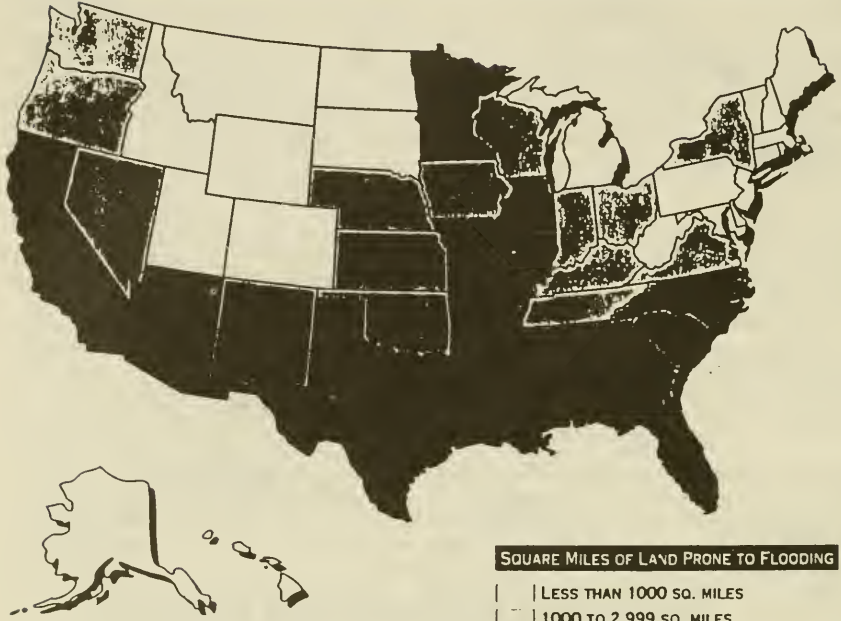 SQUARE MILES OF LAND PRONE TO FLOODING
LESS THAN 1000 SQ. MILES
1000 TO 2,999 SQ. MILES